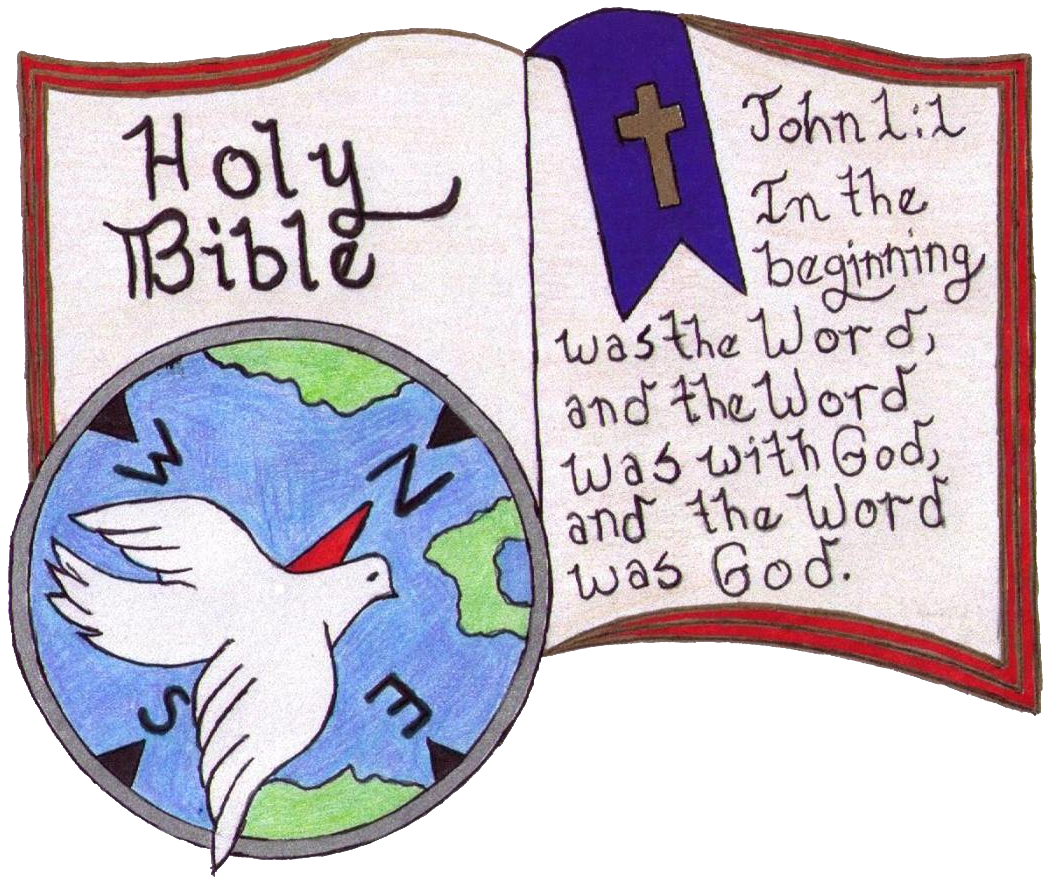 Holy
Bible
John 1:1
In the
beginning
was the Word,
and the Word
was with God,
and the Word
was God.
W
N
S
E